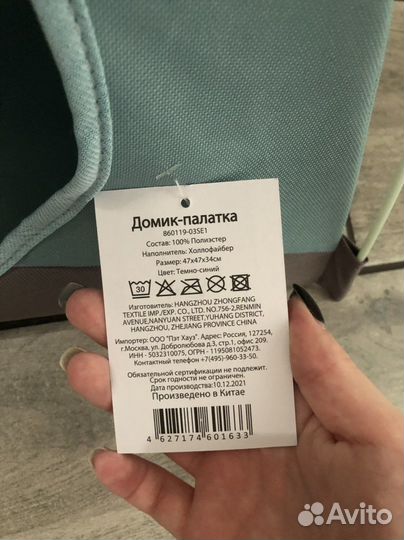 Домик-палатка
860119-03SE1
Состав: 100% Полиэстер
Наполнитель: Холлофайбер
Размер: 47х47х34см
Цвет: Темно-синий
30
Изготовитель: HANGZHOU ZHONGFANG
TEXTILE IMP./EXP. CO., LTD. NO.756-2,RENMIN
AVENUE,NANYUAN STREET,YUHANG DISTRICT,
HANGZHOU, ZHEJIANG PROVINCE CHINA
Импортер: ООО "Пэт Хауз". Адрес: Россия, 127254,
г.Москва, ул. Добролюбова д.3, стр.1, офис 209.
ИНН - 5032310075, ОГРН - 1195081052473.
Телефон: +7(495)-960-33-50.
Обязательной сертификации не подлежит.
Срок годности не ограничен.
Дата изготовления: 10.12.2021
Произведено в Китае
4 627174 601633
Avito